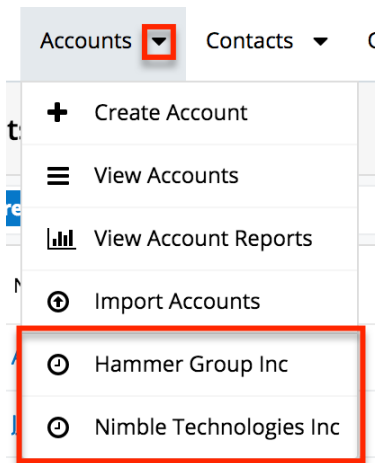 Accounts Contacts
Create Account
View Accounts
View Account Reports
Import Accounts
Hammer Group Inc
Nimble Technologies Inc